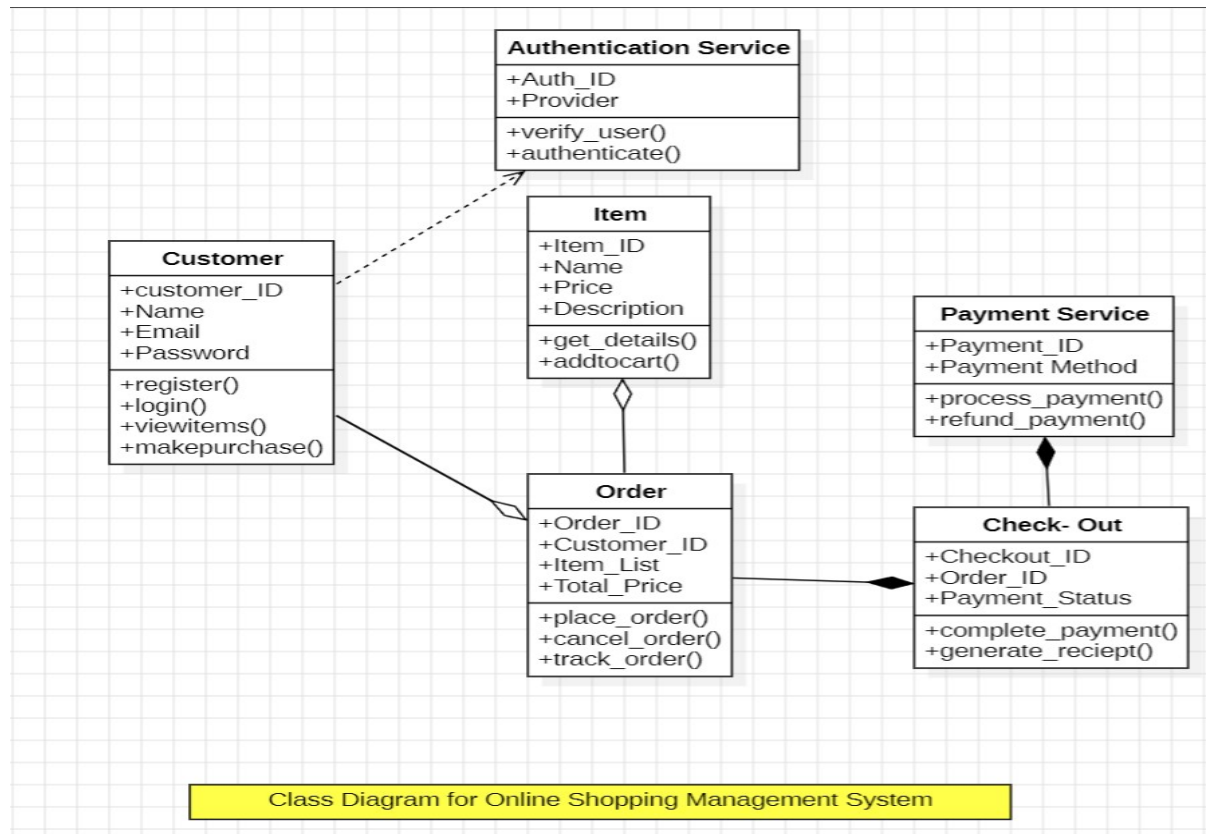 Authentication Service
+Auth_ID
+Provider
+verify_user()
+authenticate()
Item
+Item_ID
+Name
+Price
+Description
+get_details()
+addtocart()
Customer
+customer_ID
+Name
+Email
+Password
+register()
+login()
+viewitems()
+makepurchase()
Payment Service
+Payment_ID
+Payment Method
+process_payment()
+refund_payment()
Order
+Order_ID
+Customer_ID
+Item_List
+Total_Price
+place_order()
+cancel_order()
+track_order()
Check- Out
+Checkout_ID
+Order_ID
+Payment_Status
+complete_payment()
+generate_reciept()
Class Diagram for Online Shopping Management System